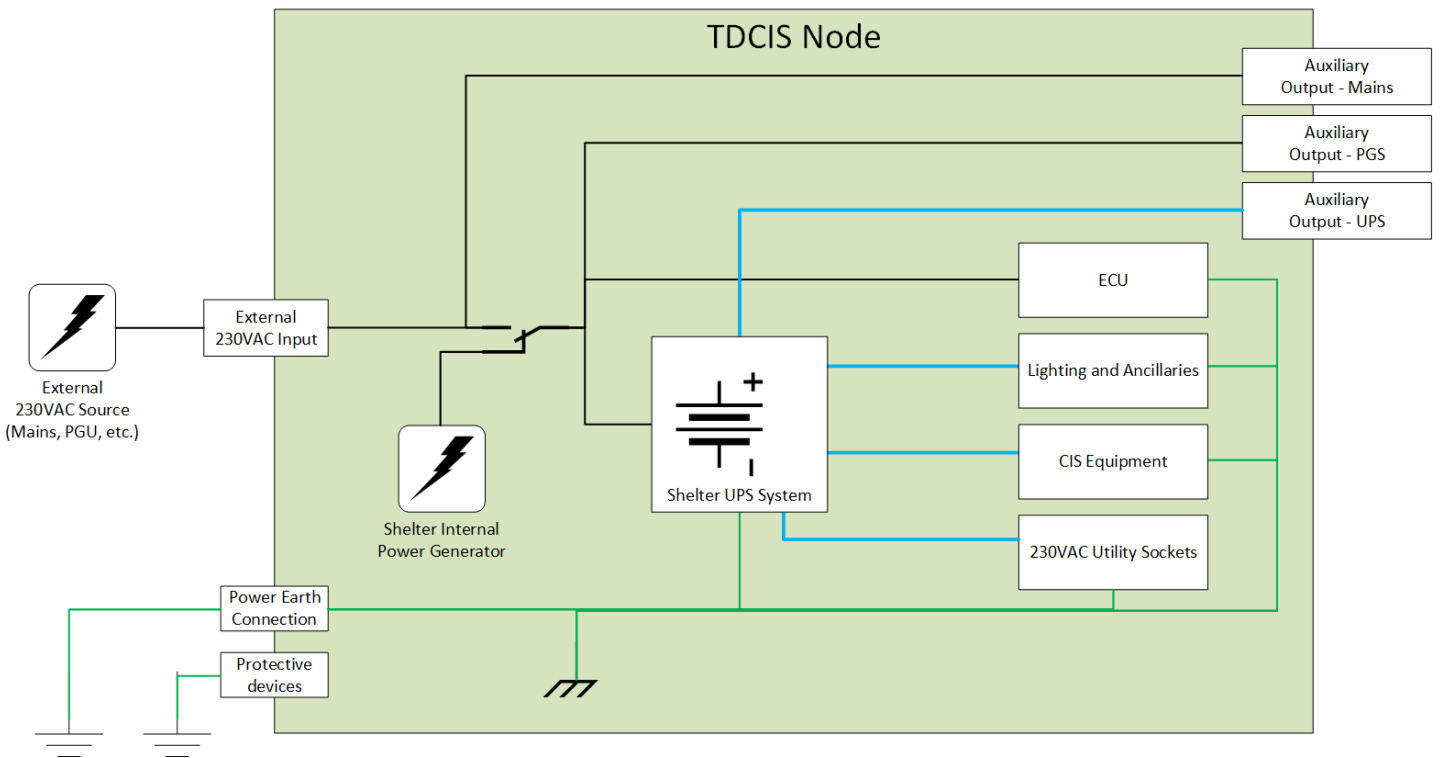 TDCIS Node
Auxiliary
Output - Mains
Auxiliary
Output - PGS
Auxiliary
Output - UPS
ECU
External
230VAC Input
External
230VAC Source
(Mains, PGU, etc.)
Lighting and Ancillaries
CIS Equipment
Shelter UPS System
Shelter Internal
Power Generator
230VAC Utility Sockets
Power Earth
Connection
Protective
devices